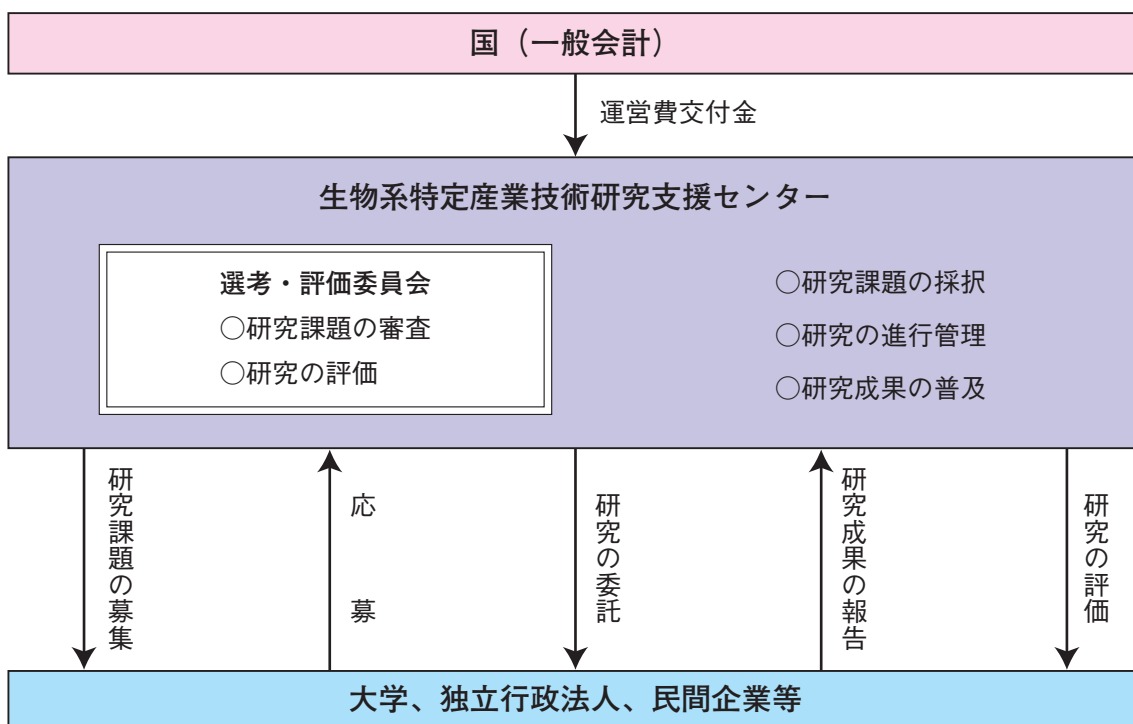 国（一般会計）
運営費交付金
生物系特定産業技術研究支援センター
選考・評価委員会
○研究課題の審査
○研究の評価
○研究課題の採択
○研究の進行管理
○研究成果の普及
研究課題の募集
応募
研究の委託
研究成果の報告
研究の評価
大学、独立行政法人、民間企業等